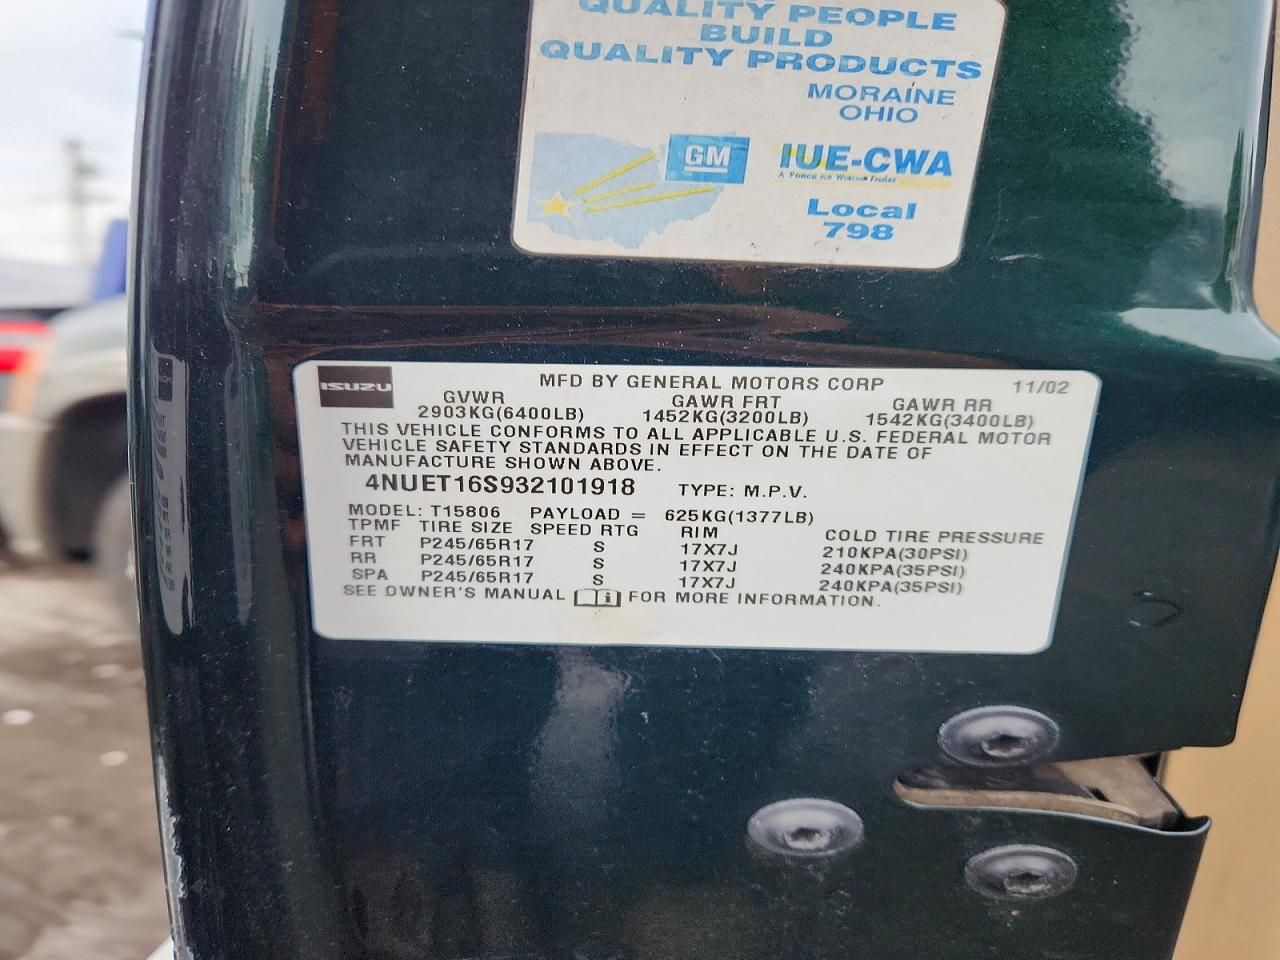 QUALITY PEOPLE
BUILD
QUALITY PRODUCTS
MORAINE
OHIO
GM
IUE-CWA
A Force for Working Families
Local
798
ISUZU
MFD BY GENERAL MOTORS CORP 11/02
GVWR GAWR FRT GAWR RR
2903KG(6400LB) 1452KG(3200LB) 1542KG(3400LB)
THIS VEHICLE CONFORMS TO ALL APPLICABLE U.S. FEDERAL MOTOR
VEHICLE SAFETY STANDARDS IN EFFECT ON THE DATE OF
MANUFACTURE SHOWN ABOVE.
4NUET16S932101918 TYPE: M.P.V.
MODEL: T15806 PAYLOAD = 625KG(1377LB)
TPMF TIRE SIZE SPEED RTG RIM COLD TIRE PRESSURE
FRT P245/65R17 S 17X7J 210KPA(30PSI)
RR P245/65R17 S 17X7J 240KPA(35PSI)
SPA P245/65R17 S 17X7J 240KPA(35PSI)
SEE OWNER'S MANUAL i FOR MORE INFORMATION.